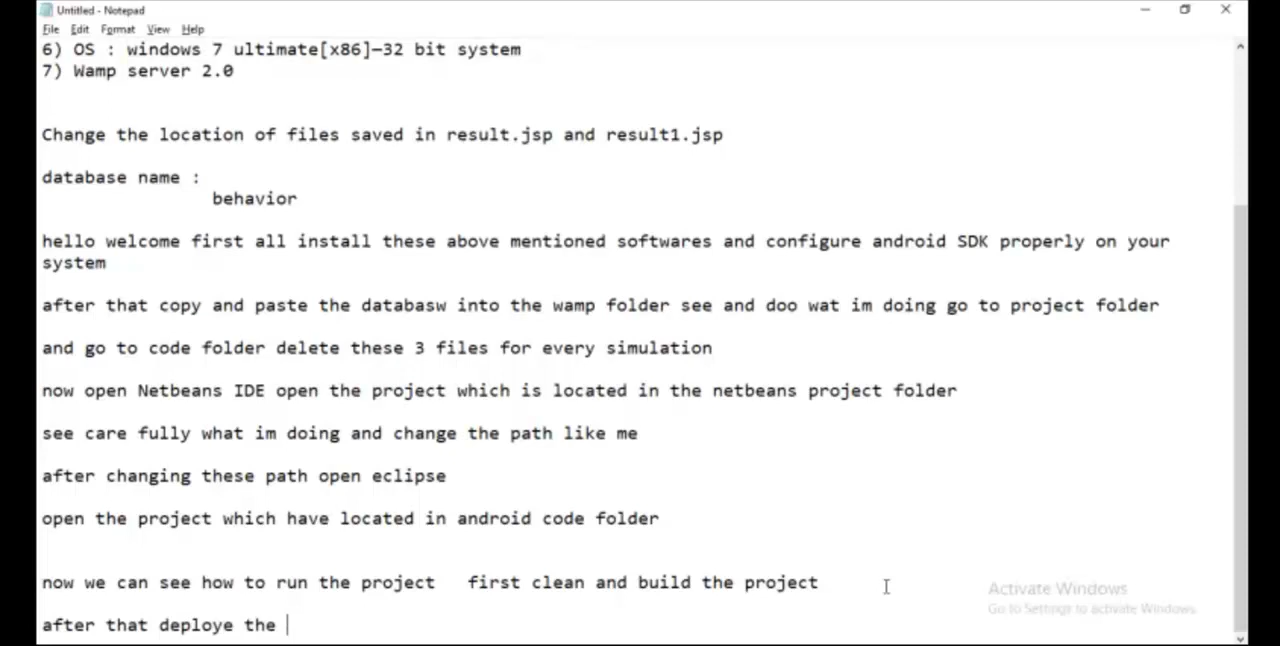 Untitled - Notepad
File Edit Format View Help
6) OS : windows 7 ultimate[x86]-32 bit system
7) Wamp server 2.0
Change the location of files saved in result.jsp and result1.jsp
database name :
behavior
hello welcome first all install these above mentioned softwares and configure android SDK properly on your
system
after that copy and paste the databasw into the wamp folder see and doo wat im doing go to project folder
and go to code folder delete these 3 files for every simulation
now open Netbeans IDE open the project which is located in the netbeans project folder
see care fully what im doing and change the path like me
after changing these path open eclipse
open the project which have located in android code folder
now we can see how to run the project   first clean and build the project
after that deploye the
Activate Windows
Go to Settings to activate Windows.